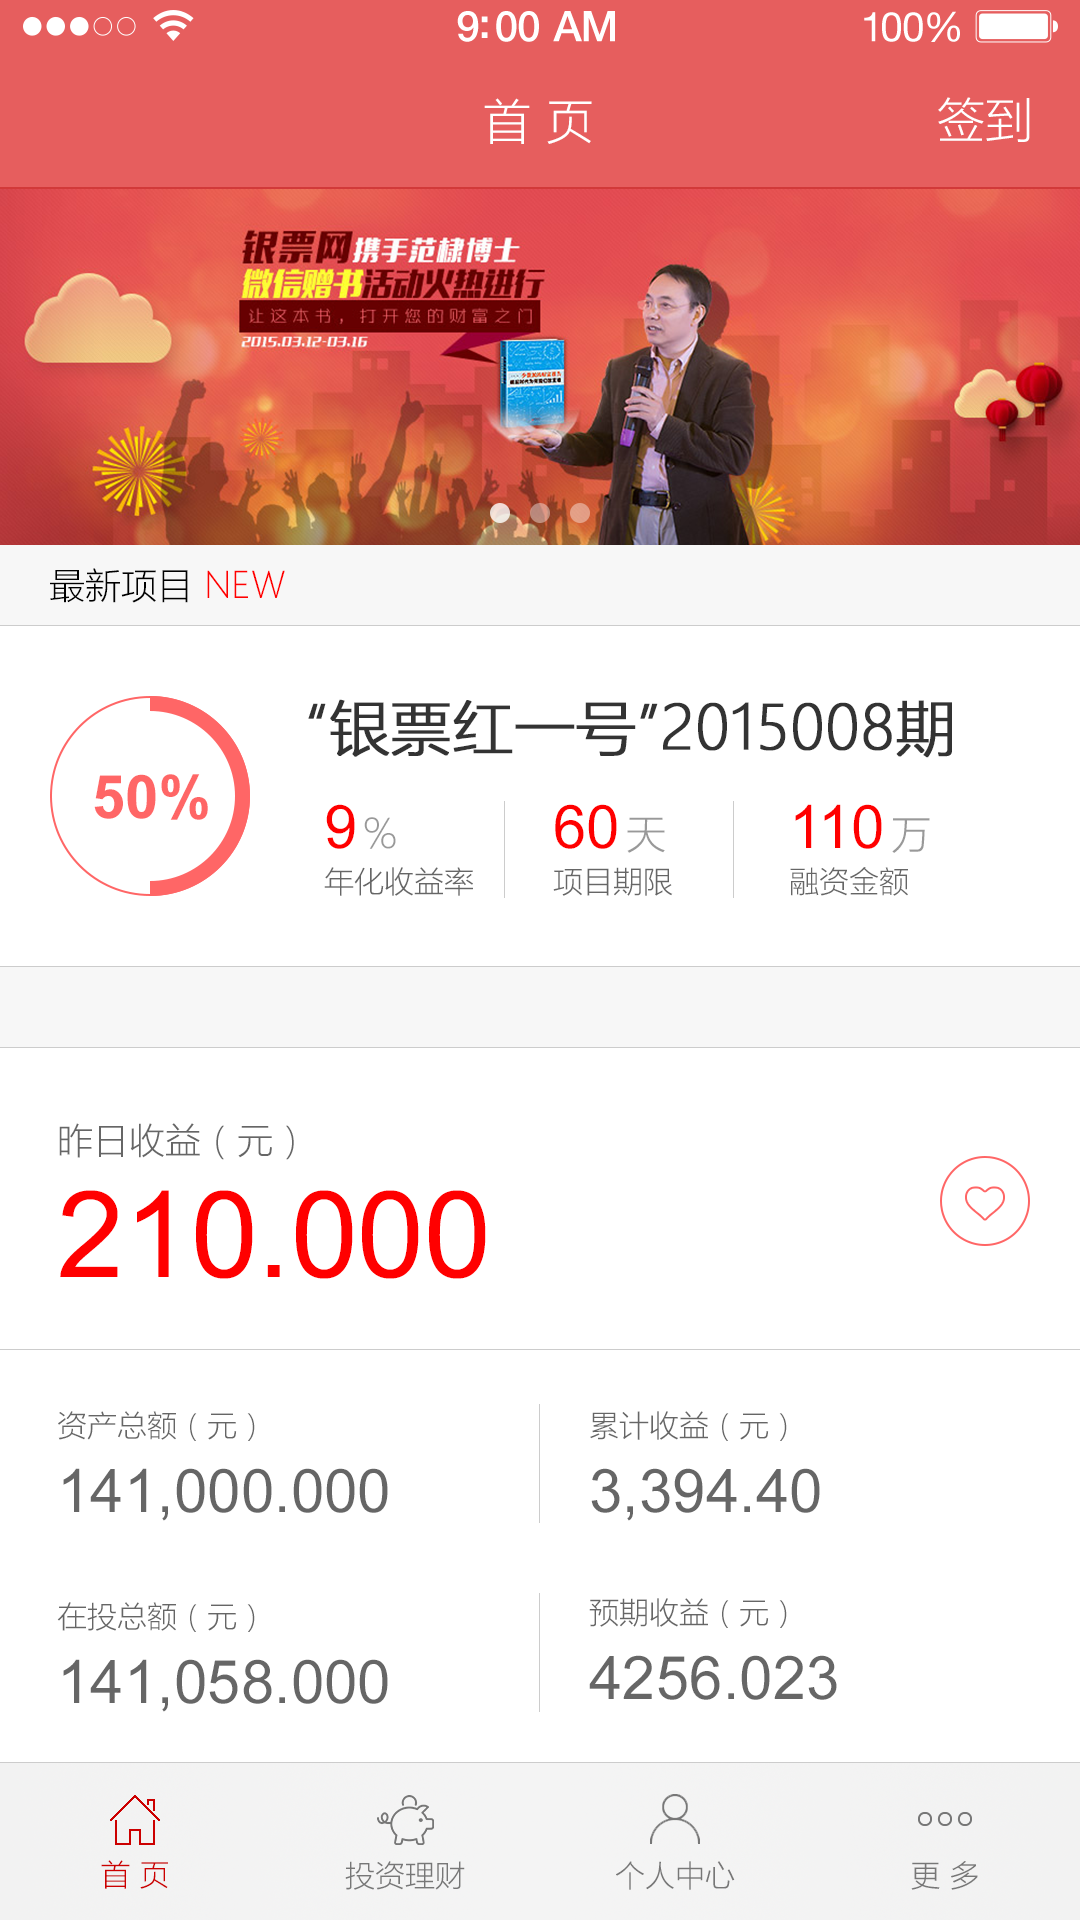 9:00 AM
100%
首 页
签到
银票网携手范棣博士
微信赠书活动火热进行
让这本书，打开您的财富之门
2015.03.12-03.16
最新项目 NEW
50%
“银票红一号”2015008期
9% 60天 110万
年化收益率 项目期限 融资金额
昨日收益（元）
210.000
资产总额（元） 累计收益（元）
141,000.000 3,394.40
在投总额（元） 预期收益（元）
141,058.000 4256.023
首 页 投资理财 个人中心 更 多